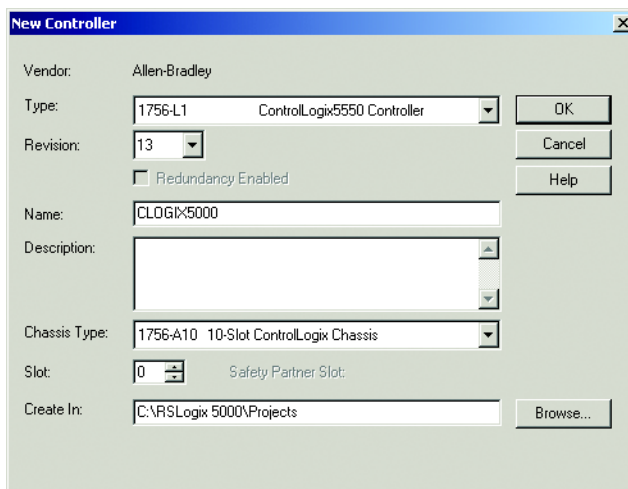 New Controller
Vendor: Allen-Bradley
Type: 1756-L1 ControlLogix5550 Controller OK
Revision: 13 Cancel
Redundancy Enabled Help
Name: CLOGIX5000
Description:
Chassis Type: 1756-A10 10-Slot ControlLogix Chassis
Slot: 0 Safety Partner Slot:
Create In: C:\RSLogix 5000\Projects Browse...